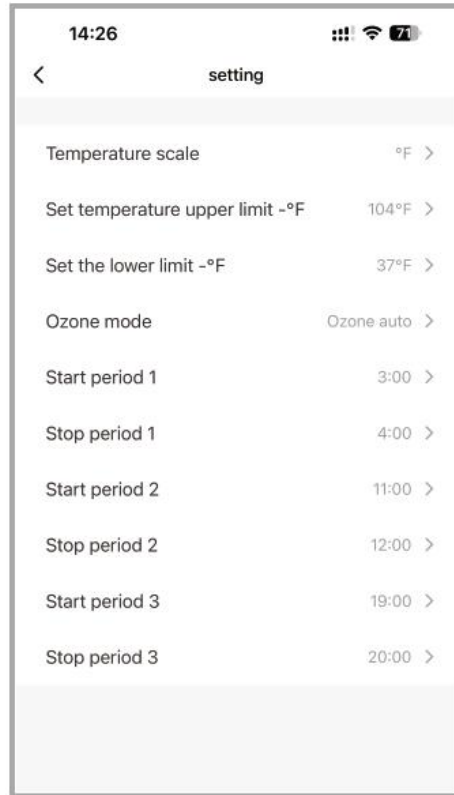 14:26 71
setting
Temperature scale °F
Set temperature upper limit -°F 104°F
Set the lower limit -°F 37°F
Ozone mode Ozone auto
Start period 1 3:00
Stop period 1 4:00
Start period 2 11:00
Stop period 2 12:00
Start period 3 19:00
Stop period 3 20:00